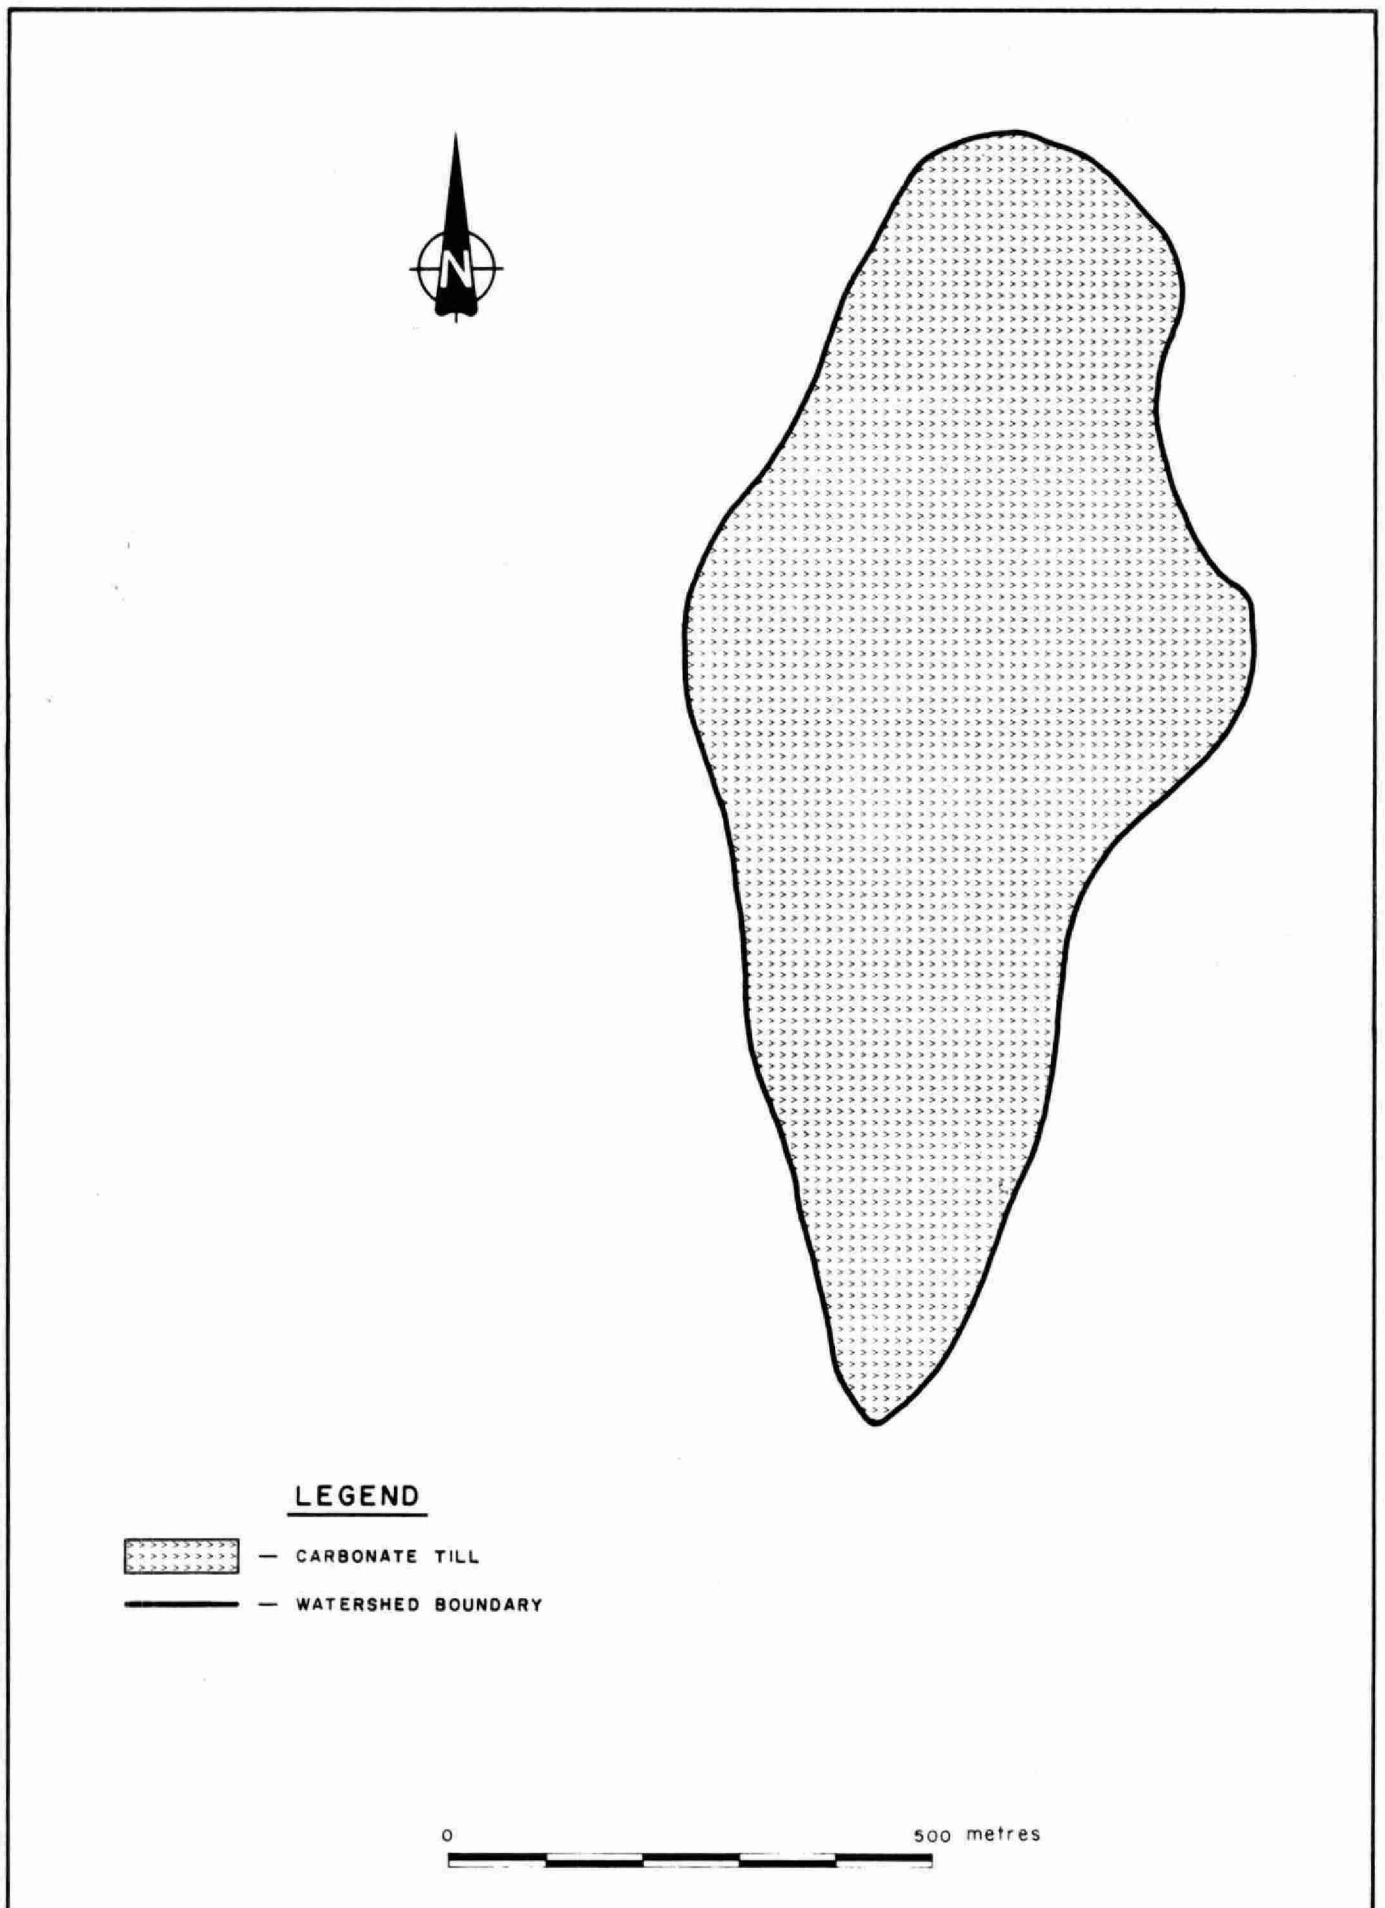 N
LEGEND
— CARBONATE TILL
— WATERSHED BOUNDARY
0 500 metres